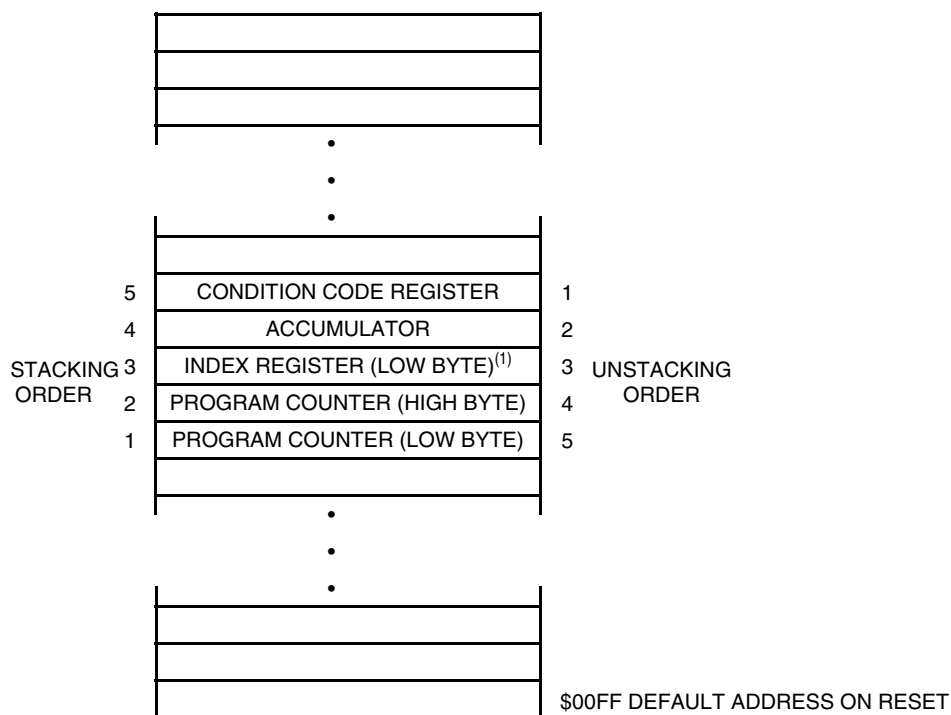 5 CONDITION CODE REGISTER 1
4 ACCUMULATOR 2
STACKING 3 INDEX REGISTER (LOW BYTE)(1) 3 UNSTACKING
ORDER 2 PROGRAM COUNTER (HIGH BYTE) 4 ORDER
1 PROGRAM COUNTER (LOW BYTE) 5
$00FF DEFAULT ADDRESS ON RESET